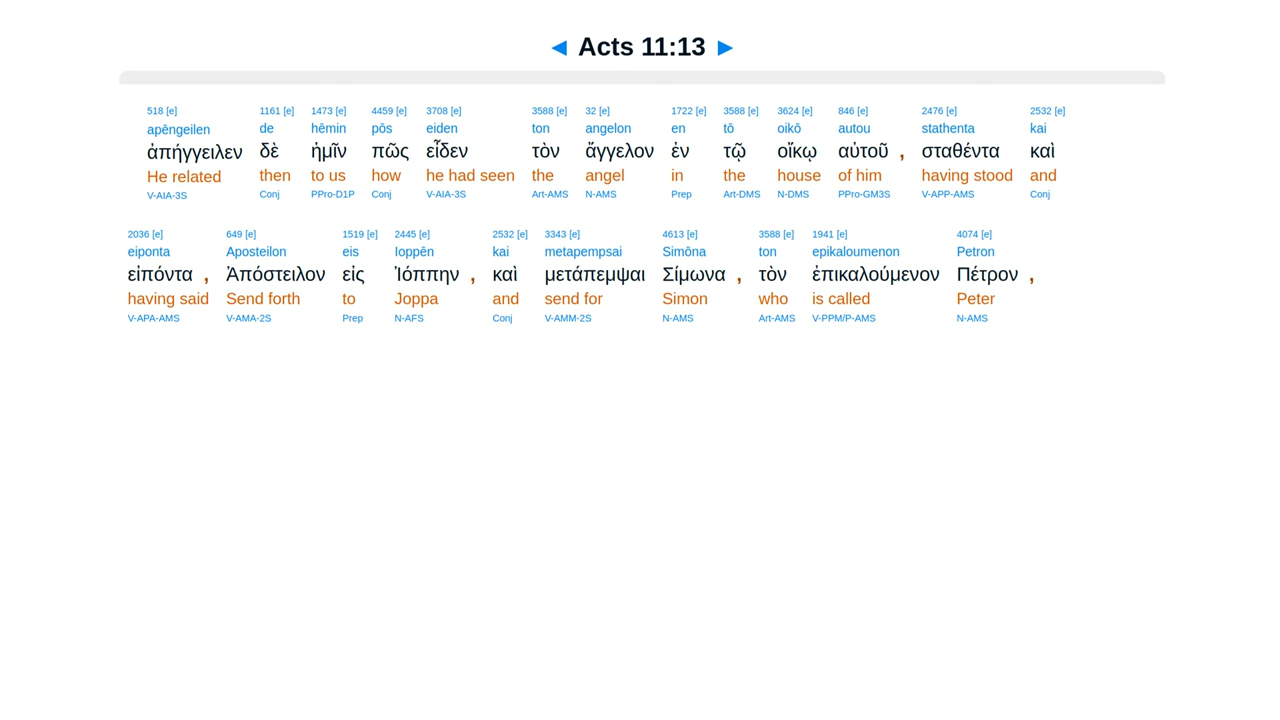 ◄ Acts 11:13 ►
518 [e] 1161 [e] 1473 [e] 4459 [e] 3708 [e] 3588 [e] 32 [e] 1722 [e] 3588 [e] 3624 [e] 846 [e] 2476 [e] 2532 [e]
apēngeilen de hēmin pōs eiden ton angelon en tō oikō autou stathenta kai
ἀπήγγειλεν δὲ ἡμῖν πῶς εἶδεν τὸν ἄγγελον ἐν τῷ οἴκῳ αὐτοῦ , σταθέντα καὶ
He related then to us how he had seen the angel in the house of him having stood and
V-AIA-3S Conj PPro-D1P Conj V-AIA-3S Art-AMS N-AMS Prep Art-DMS N-DMS PPro-GM3S V-APP-AMS Conj
2036 [e] 649 [e] 1519 [e] 2445 [e] 2532 [e] 3343 [e] 4613 [e] 3588 [e] 1941 [e] 4074 [e]
eiponta Aposteilon eis Ioppēn kai metapempsai Simōna ton epikaloumenon Petron
εἰπόντα , Ἀπόστειλον εἰς Ἰόππην , καὶ μετάπεμψαι Σίμωνα , τὸν ἐπικαλούμενον Πέτρον ,
having said Send forth to Joppa and send for Simon who is called Peter
V-APA-AMS V-AMA-2S Prep N-AFS Conj V-AMM-2S N-AMS Art-AMS V-PPM/P-AMS N-AMS